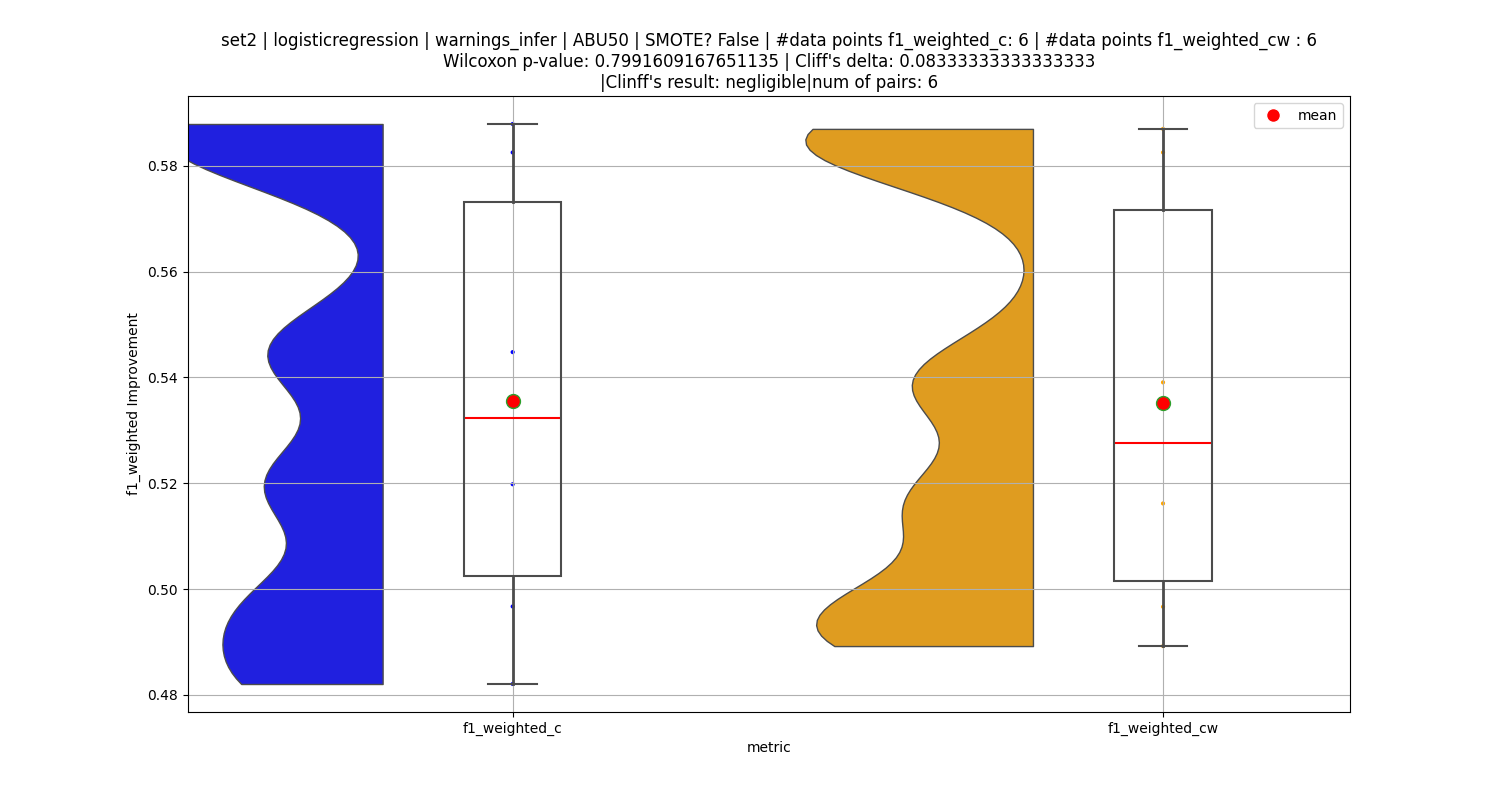 set2 | logisticregression | warnings_infer | ABU50 | SMOTE? False | #data points f1_weighted_c: 6 | #data points f1_weighted_cw : 6
Wilcoxon p-value: 0.7991609167651135 | Cliff's delta: 0.08333333333333333
|Clinff's result: negligible|num of pairs: 6
mean
0.58
0.56
0.54
0.52
0.50
0.48
f1_weighted Improvement
f1_weighted_c
f1_weighted_cw
metric